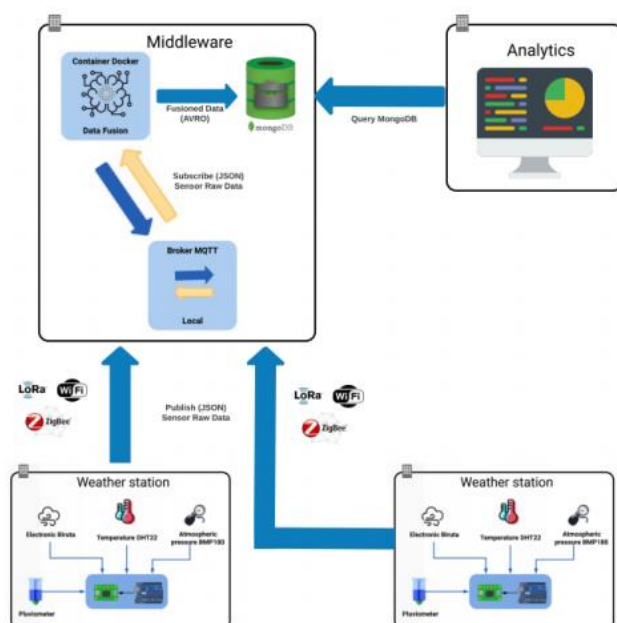 Middleware
Container Docker
Data Fusion
Fusioned Data
(AVRO)
mongoDB
Analytics
Query MongoDB
Subscribe (JSON)
Sensor Raw Data
Broker MQTT
Local
LoRa
WiFi
ZigBee
Publish (JSON)
Sensor Raw Data
LoRa
WiFi
ZigBee
Weather station
Electronic Biruta
Temperature DHT22
Atmospheric
pressure BMP180
Pluviometer
Weather station
Electronic Biruta
Temperature DHT22
Atmospheric
pressure BMP180
Pluviometer